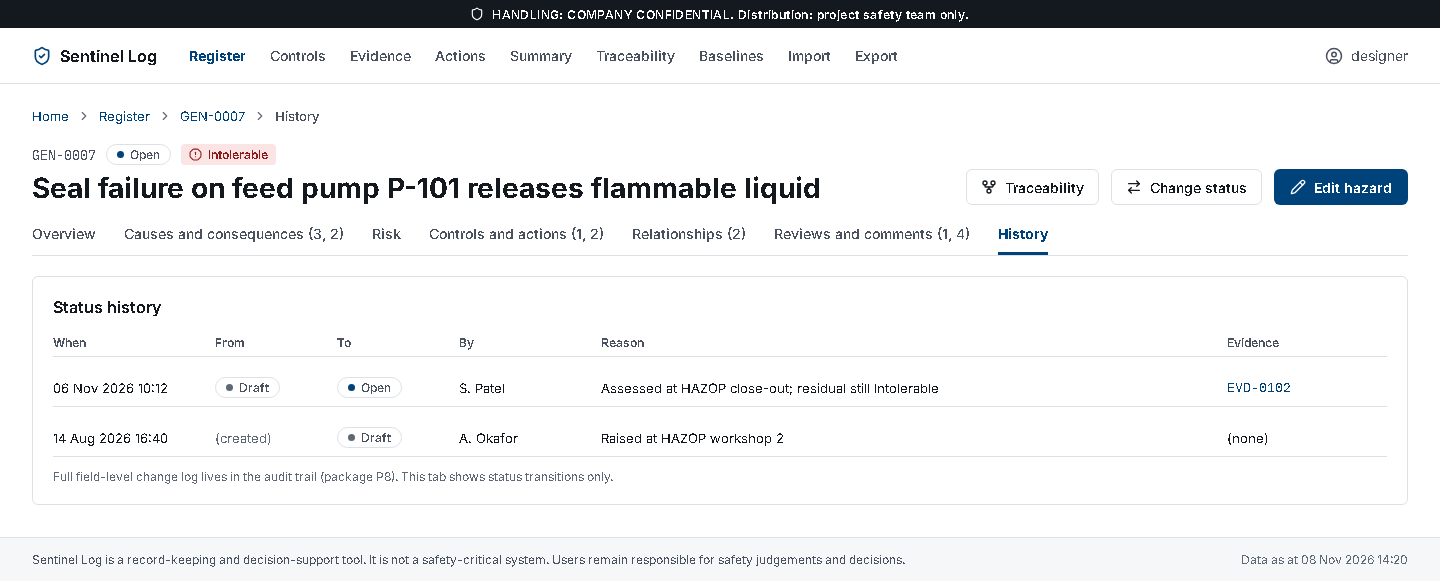 HANDLING: COMPANY CONFIDENTIAL. Distribution: project safety team only.
Sentinel Log Register Controls Evidence Actions Summary Traceability Baselines Import Export designer
Home > Register > GEN-0007 > History
GEN-0007 Open Intolerable
Seal failure on feed pump P-101 releases flammable liquid
Traceability Change status Edit hazard
Overview Causes and consequences (3, 2) Risk Controls and actions (1, 2) Relationships (2) Reviews and comments (1, 4) History
Status history
When From To By Reason Evidence
06 Nov 2026 10:12 Draft Open S. Patel Assessed at HAZOP close-out; residual still Intolerable EVD-0102
14 Aug 2026 16:40 (created) Draft A. Okafor Raised at HAZOP workshop 2 (none)
Full field-level change log lives in the audit trail (package P8). This tab shows status transitions only.
Sentinel Log is a record-keeping and decision-support tool. It is not a safety-critical system. Users remain responsible for safety judgements and decisions. Data as at 08 Nov 2026 14:20